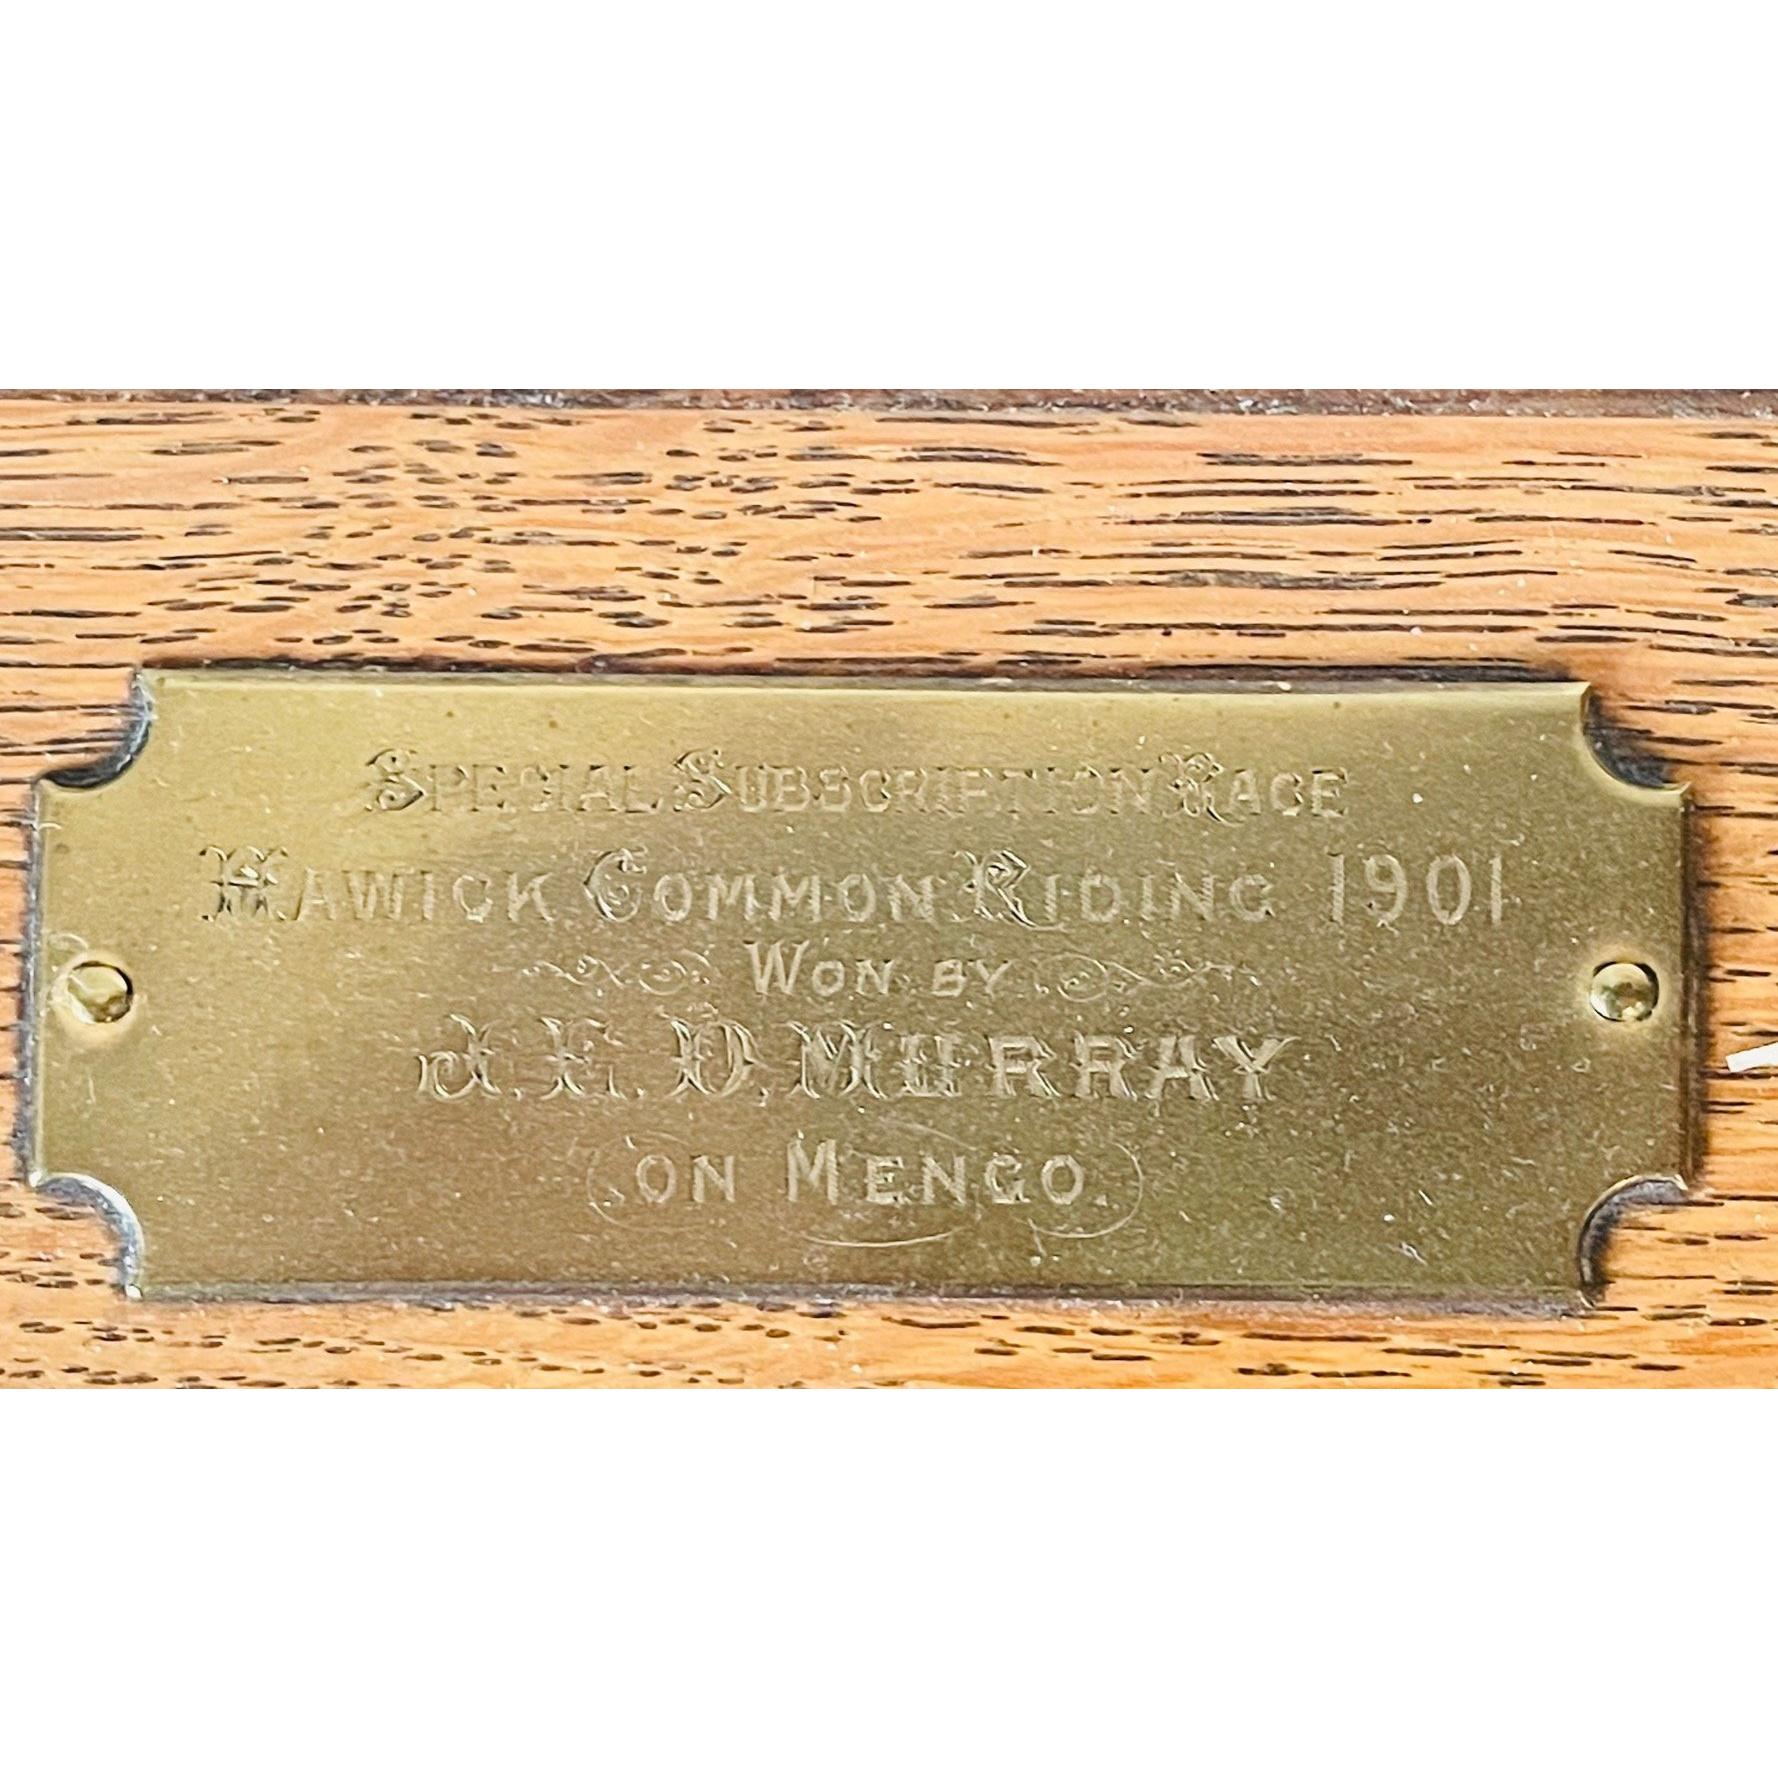 Special Subscription Race
Hawick Common Riding 1901
Won by
J. E. D. Murray
on Mengo.